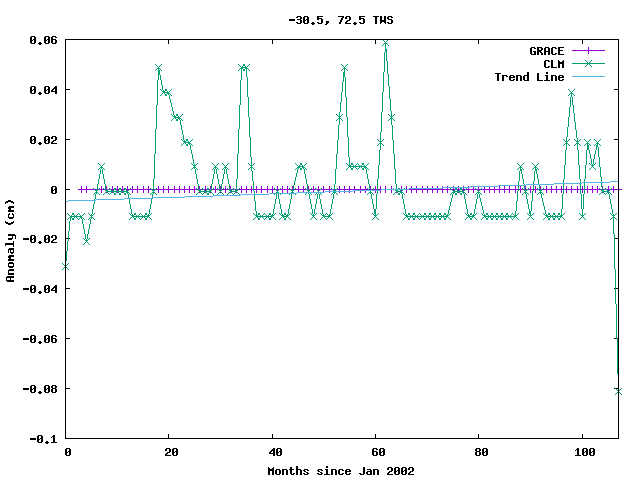 -30.5, 72.5 TWS
GRACE
CLM
Trend Line
0.06
0.04
0.02
0
-0.02
-0.04
-0.06
-0.08
-0.1
Anomaly (cm)
0 20 40 60 80 100
Months since Jan 2002